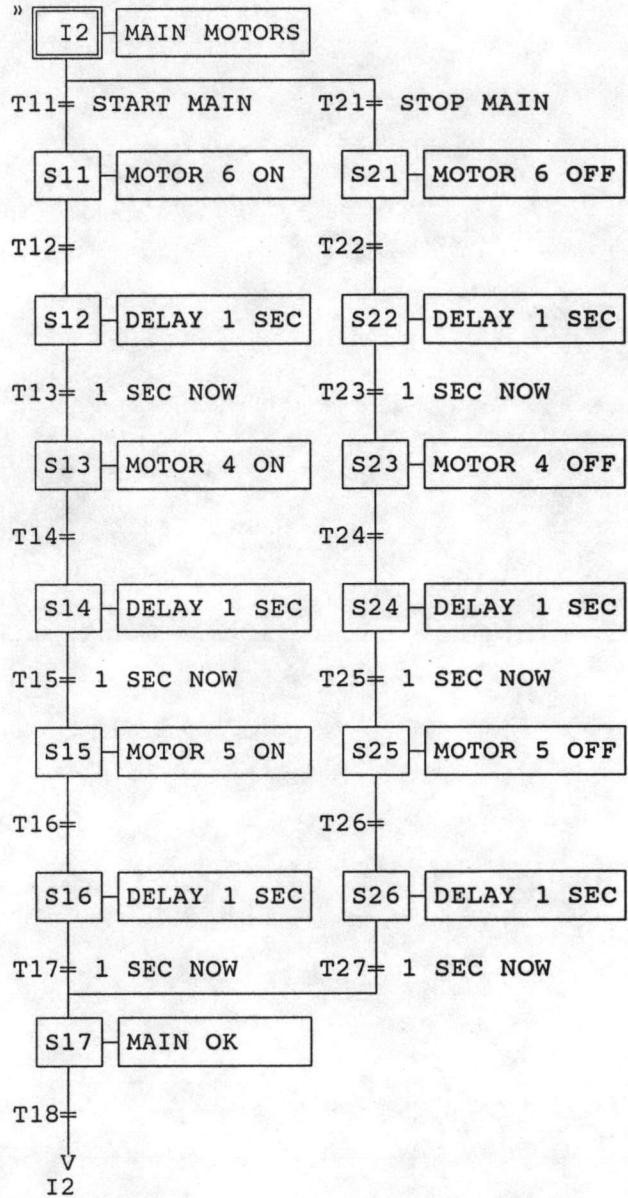 »
I2 MAIN MOTORS
T11 START MAIN T21 STOP MAIN
S11 MOTOR 6 ON S21 MOTOR 6 OFF
T12 T22
S12 DELAY 1 SEC S22 DELAY 1 SEC
T13 1 SEC NOW T23 1 SEC NOW
S13 MOTOR 4 ON S23 MOTOR 4 OFF
T14 T24
S14 DELAY 1 SEC S24 DELAY 1 SEC
T15 1 SEC NOW T25 1 SEC NOW
S15 MOTOR 5 ON S25 MOTOR 5 OFF
T16 T26
S16 DELAY 1 SEC S26 DELAY 1 SEC
T17 1 SEC NOW T27 1 SEC NOW
S17 MAIN OK
T18
V
I2